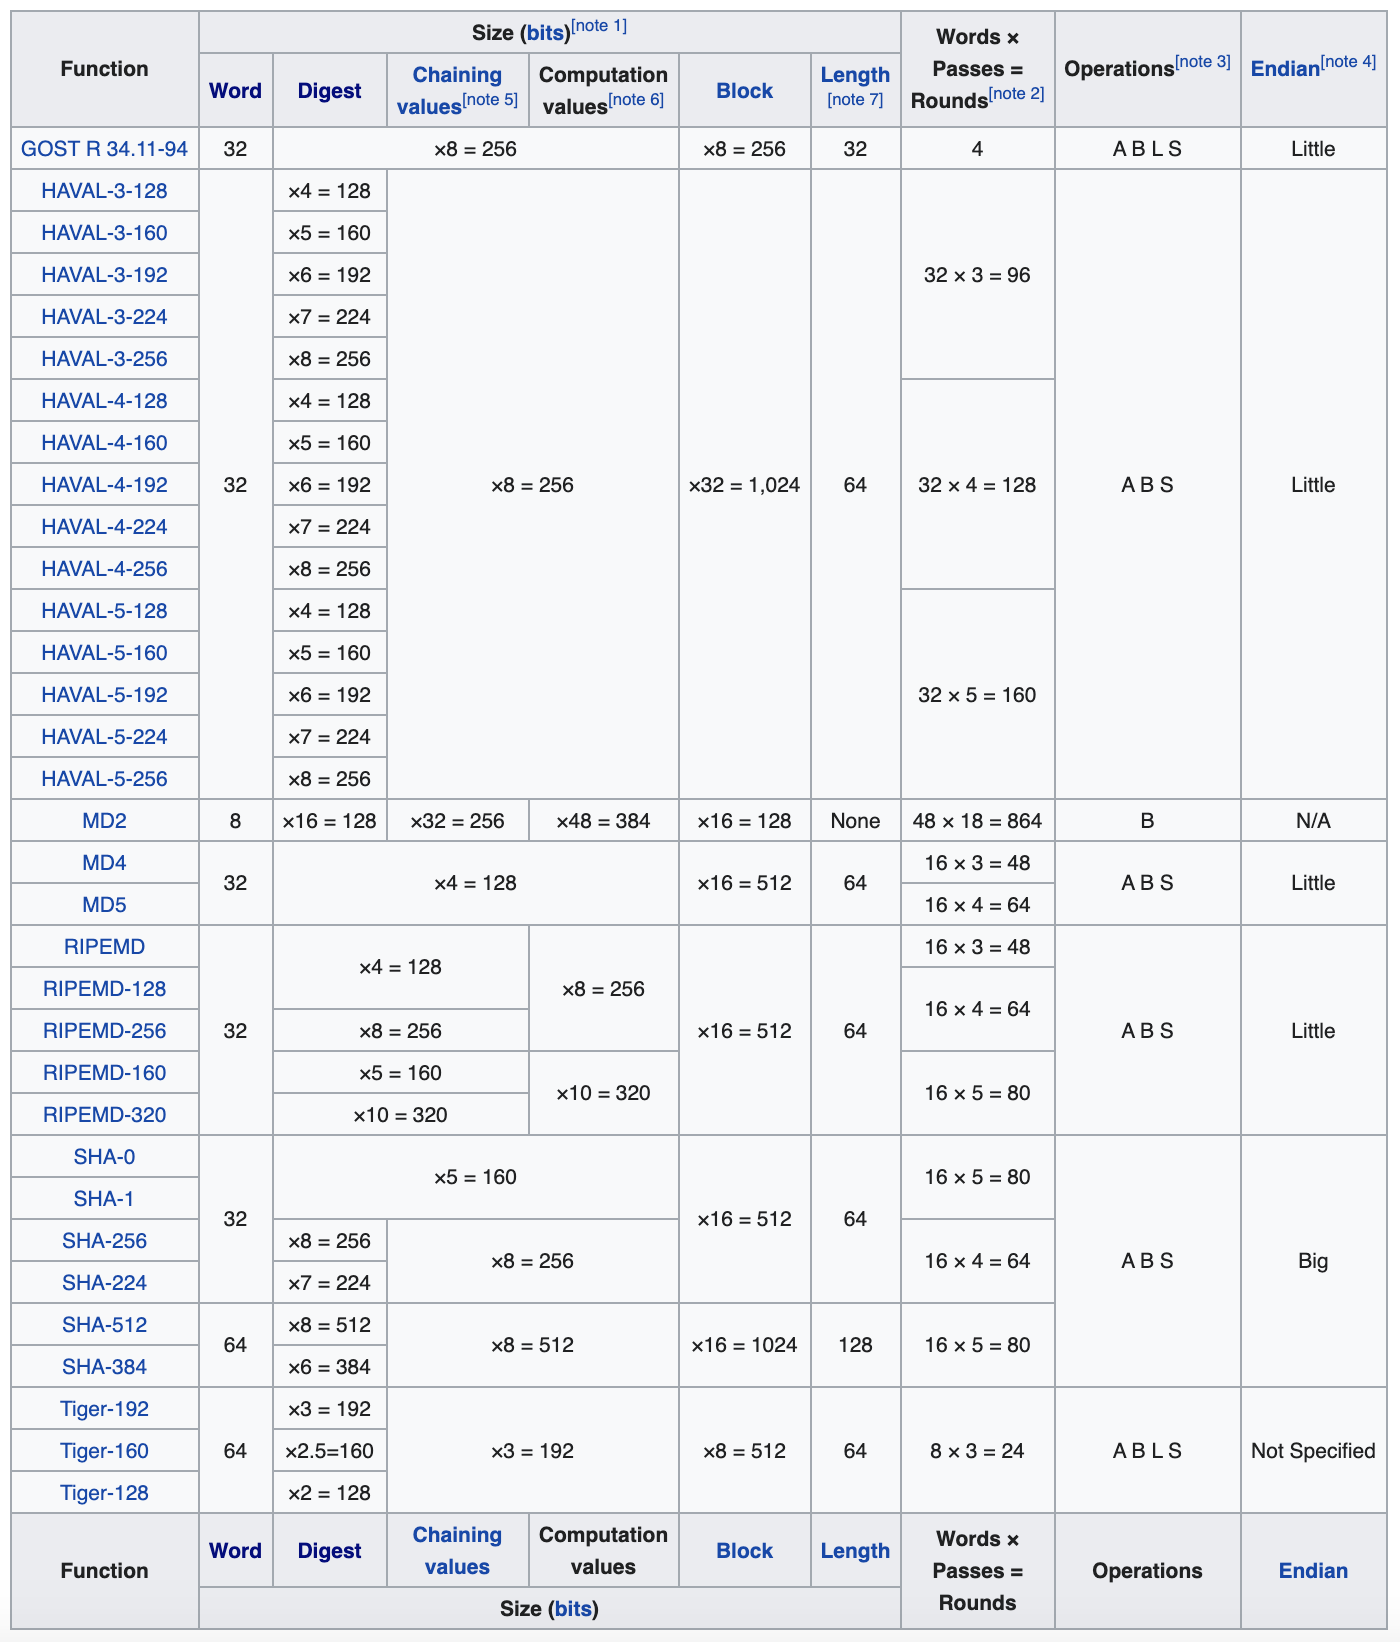 Function
Size (bits)[note 1]
Words ×
Passes =
Rounds[note 2]
Operations[note 3]
Endian[note 4]
Word
Digest
Chaining
values[note 5]
Computation
values[note 6]
Block
Length
[note 7]
GOST R 34.11-94 32 ×8 = 256 ×8 = 256 32 4 A B L S Little
HAVAL-3-128 ×4 = 128
HAVAL-3-160 ×5 = 160
HAVAL-3-192 ×6 = 192 32 × 3 = 96
HAVAL-3-224 ×7 = 224
HAVAL-3-256 ×8 = 256
HAVAL-4-128 ×4 = 128
HAVAL-4-160 ×5 = 160
HAVAL-4-192 32 ×6 = 192 ×8 = 256 ×32 = 1,024 64 32 × 4 = 128 A B S Little
HAVAL-4-224 ×7 = 224
HAVAL-4-256 ×8 = 256
HAVAL-5-128 ×4 = 128
HAVAL-5-160 ×5 = 160
HAVAL-5-192 ×6 = 192 32 × 5 = 160
HAVAL-5-224 ×7 = 224
HAVAL-5-256 ×8 = 256
MD2 8 ×16 = 128 ×32 = 256 ×48 = 384 ×16 = 128 None 48 × 18 = 864 B N/A
MD4 16 × 3 = 48
32 ×4 = 128 ×16 = 512 64 A B S Little
MD5 16 × 4 = 64
RIPEMD 16 × 3 = 48
×4 = 128
RIPEMD-128 ×8 = 256
16 × 4 = 64
RIPEMD-256 32 ×8 = 256 ×16 = 512 64 A B S Little
RIPEMD-160 ×5 = 160
×10 = 320 16 × 5 = 80
RIPEMD-320 ×10 = 320
SHA-0
×5 = 160 16 × 5 = 80
SHA-1
32 ×16 = 512 64
SHA-256 ×8 = 256
×8 = 256 16 × 4 = 64 A B S Big
SHA-224 ×7 = 224
SHA-512 ×8 = 512
64 ×8 = 512 ×16 = 1024 128 16 × 5 = 80
SHA-384 ×6 = 384
Tiger-192 ×3 = 192
Tiger-160 64 ×2.5=160 ×3 = 192 ×8 = 512 64 8 × 3 = 24 A B L S Not Specified
Tiger-128 ×2 = 128
Function
Word
Digest
Chaining
values
Computation
values
Block
Length
Words ×
Passes =
Rounds
Operations
Endian
Size (bits)